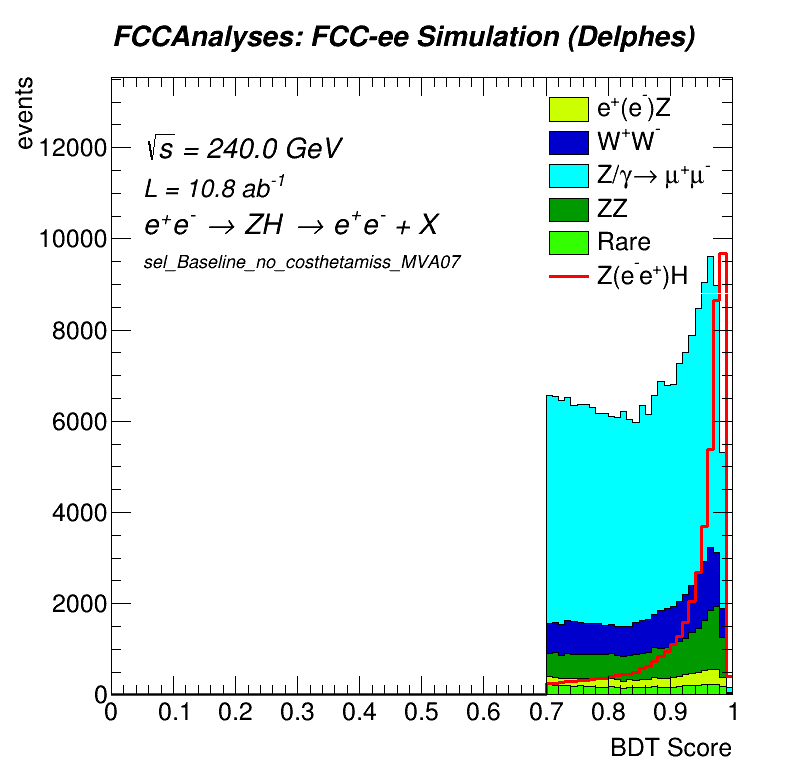 FCCAnalyses: FCC-ee Simulation (Delphes)
events
√s = 240.0 GeV
L = 10.8 ab⁻¹
e⁺e⁻ → ZH → e⁺e⁻ + X
sel_Baseline_no_costhetamiss_MVA07
e⁺(e⁻)Z
W⁺W⁻
Z/γ→ μ⁺μ⁻
ZZ
Rare
Z(e⁻e⁺)H
12000
10000
8000
6000
4000
2000
0
0 0.1 0.2 0.3 0.4 0.5 0.6 0.7 0.8 0.9 1
BDT Score